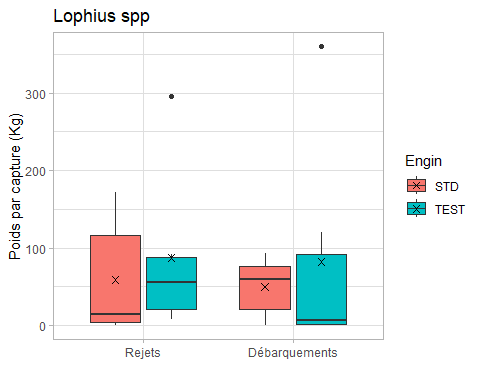 Lophius spp
Poids par capture (Kg)
300
200
100
0
Rejets
Débarquements
Engin
STD
TEST